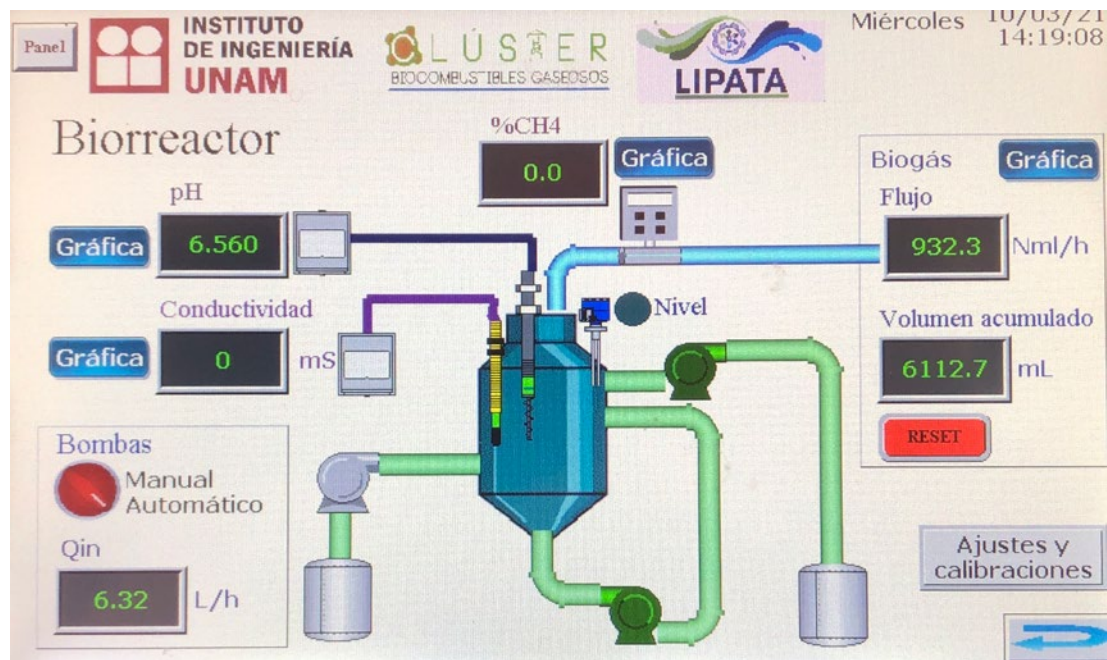 Panel
INSTITUTO
DE INGENIERÍA
UNAM
CLÚSTER
BIOCOMBUSTIBLES GASEOSOS
LIPATA
Miércoles
10/03/21
14:19:08
Biorreactor
%CH4
0.0
Gráfica
pH
Gráfica
6.560
Conductividad
Gráfica
0
mS
Nivel
Biogás
Gráfica
Flujo
932.3
Nml/h
Volumen acumulado
6112.7
mL
RESET
Bombas
Manual
Automático
Qin
6.32
L/h
Ajustes y
calibraciones